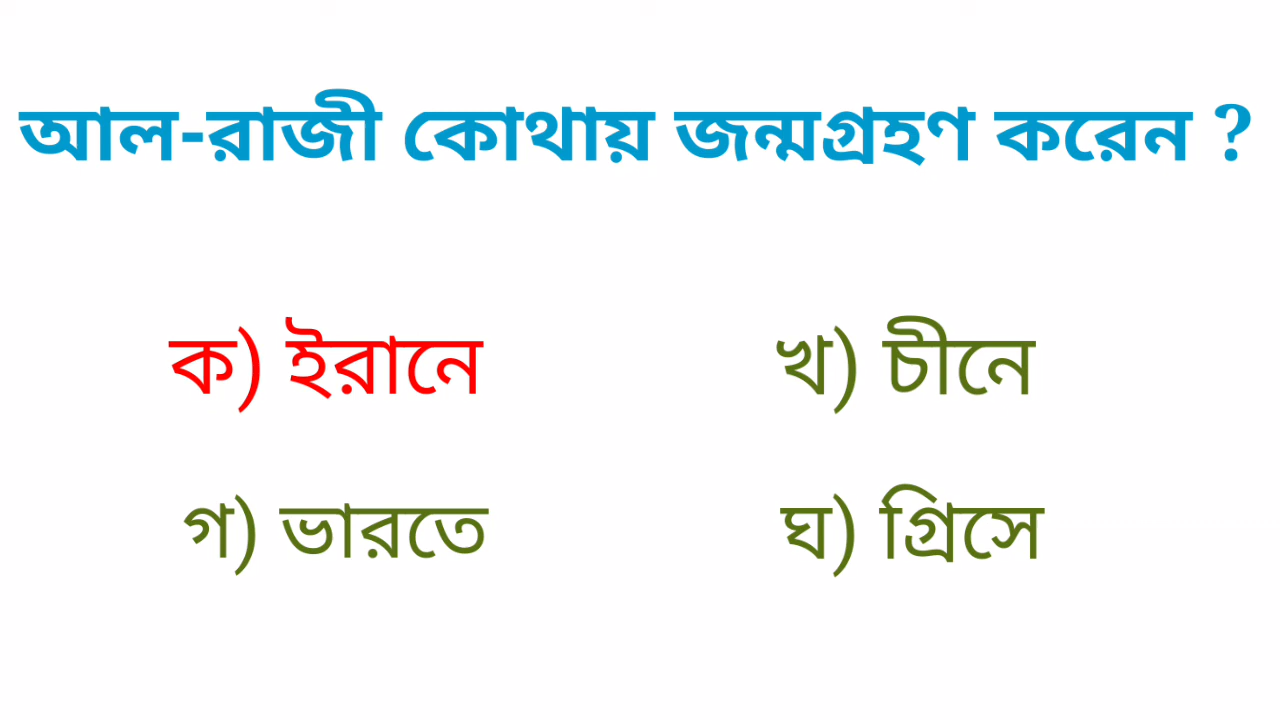 আল-রাজী কোথায় জন্মগ্রহণ করেন ?
ক) ইরানে খ) চীনে
গ) ভারতে ঘ) গ্রিসে